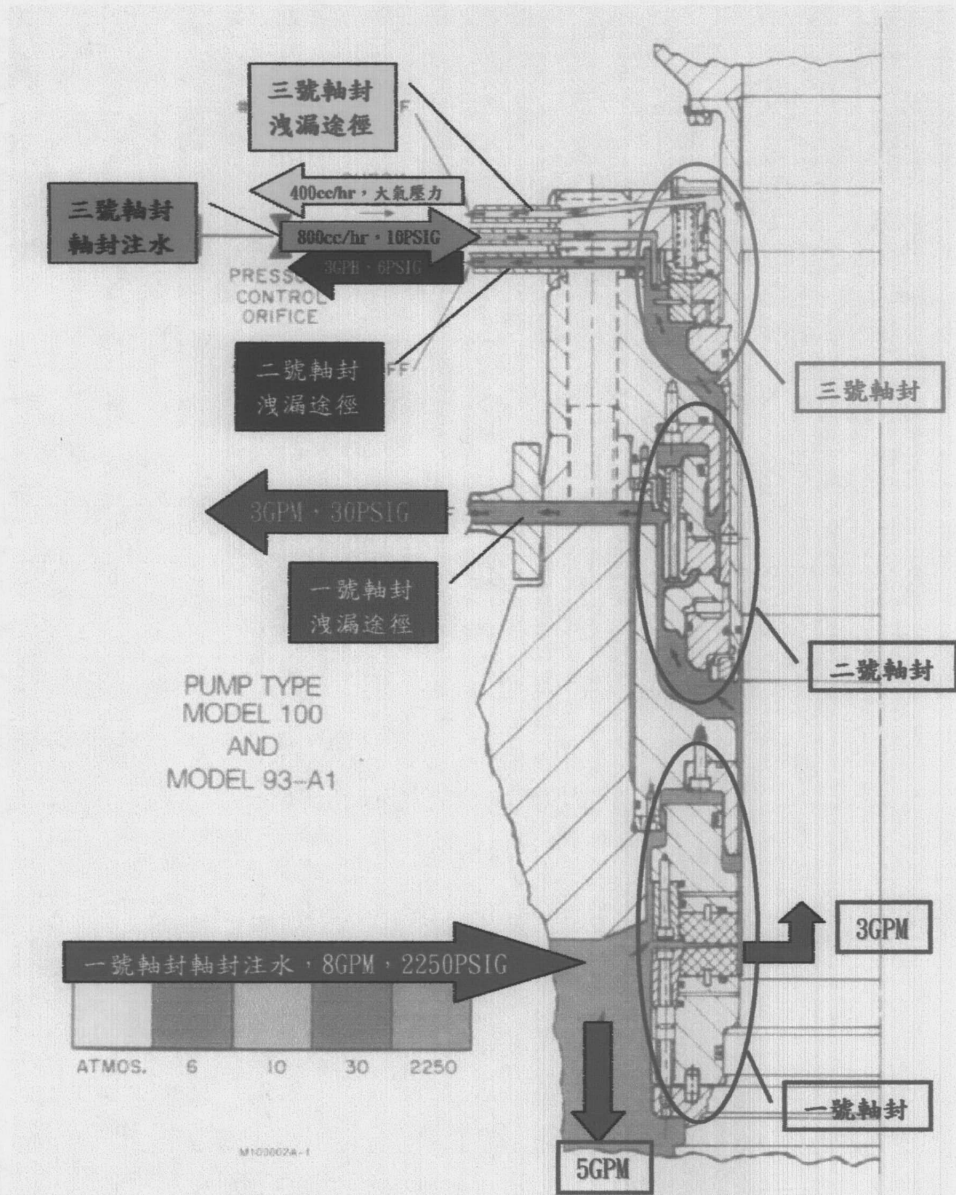 三號軸封
洩漏途徑
F
400cc/hr，大氣壓力
三號軸封
軸封注水
800cc/hr，10PSIG
3GPH，6PSIG
CONTROL
ORIFICE
二號軸封
洩漏途徑
FF
三號軸封
3GPM，30PSIG
一號軸封
洩漏途徑
二號軸封
PUMP TYPE
MODEL 100
AND
MODEL 93-A1
3GPM
一號軸封軸封注水，8GPM，2250PSIG
ATMOS. 6 10 30 2250
一號軸封
5GPM